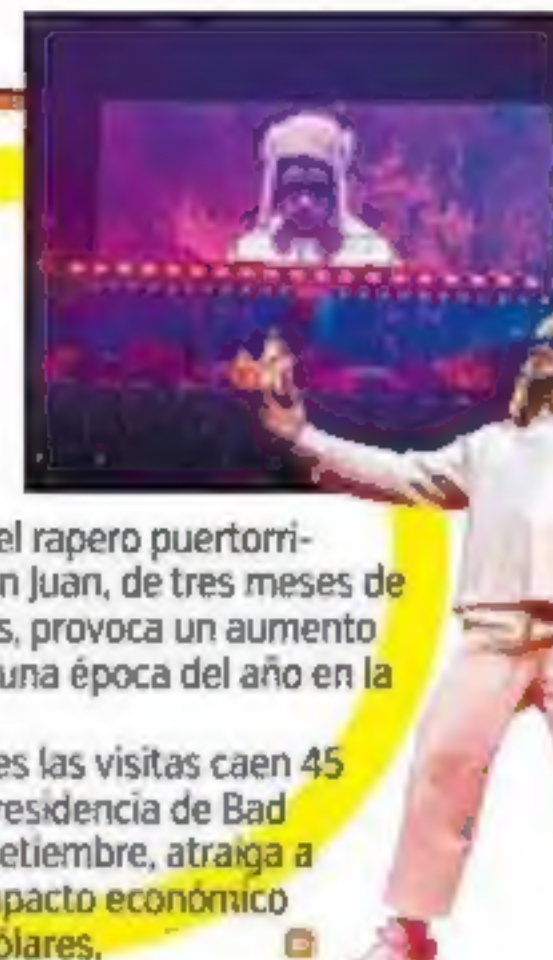 el rapero puertorri-
n Juan, de tres meses de
s, provoca un aumento
una época del año en la
es las visitas caen 45
residencia de Bad
etiembre, atraiga a
pacto económico
ólares.